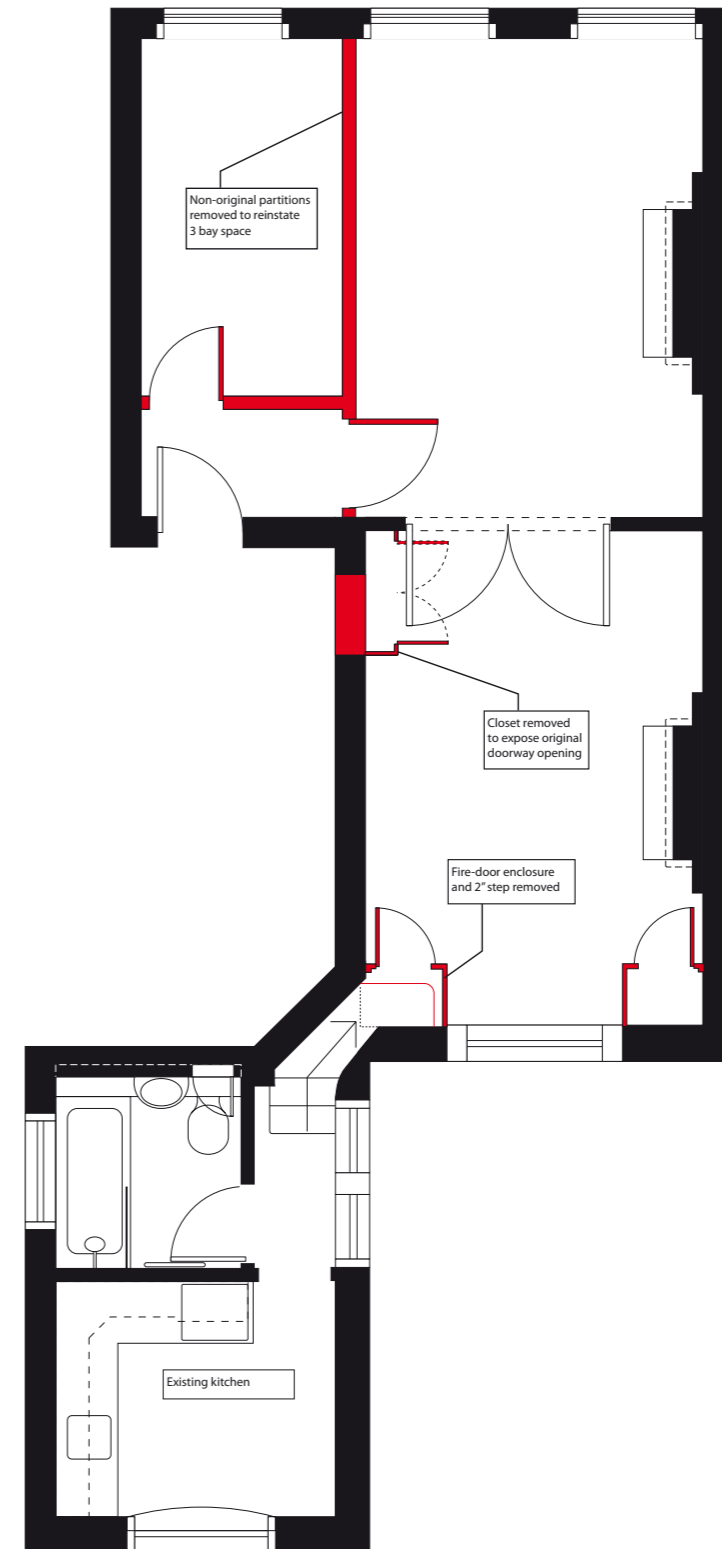 Non-original partitions
removed to reinstate
3 bay space
Closet removed
to expose original
doorway opening
Fire-door enclosure
and 2” step removed
Existing kitchen